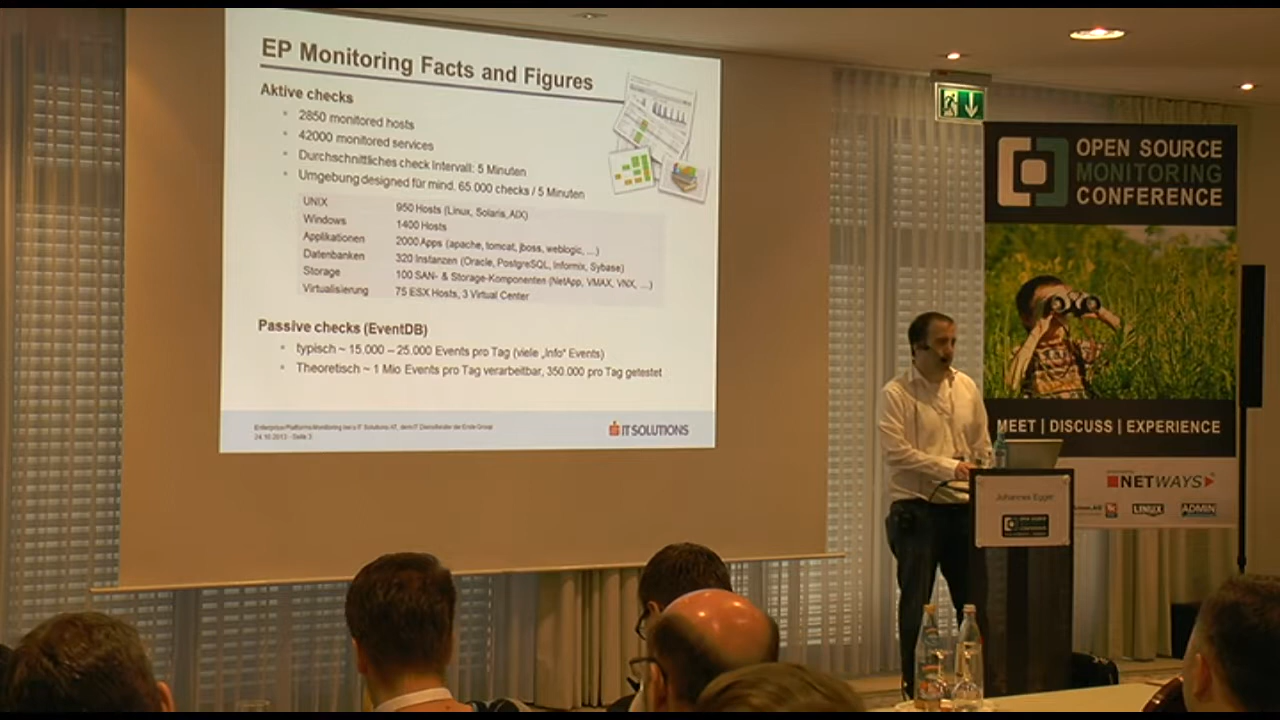 EP Monitoring Facts and Figures
Aktive checks
2850 monitored hosts
42000 monitored services
Durchschnittliches check Intervall: 5 Minuten
Umgebung designed für mind. 65.000 checks / 5 Minuten
UNIX 950 Hosts (Linux, Solaris, AIX)
Windows 1400 Hosts
Applikationen 2000 Apps (apache, tomcat, jboss, weblogic, ...)
Datenbanken 320 Instanzen (Oracle, PostgreSQL, Informix, Sybase)
Storage 100 SAN- & Storage-Komponenten (NetApp, VMAX, VNX, ...)
Virtualisierung 75 ESX Hosts, 3 Virtual Center
Passive checks (EventDB)
typisch ~ 15.000 – 25.000 Events pro Tag (viele „Info" Events)
Theoretisch ~ 1 Mio Events pro Tag verarbeitbar, 350.000 pro Tag getestet
24.10.2013 - Seite 3
IT SOLUTIONS
OPEN SOURCE
MONITORING
CONFERENCE
MEET | DISCUSS | EXPERIENCE
NETWAYS
LINUX
ADMIN
Johannes Egger